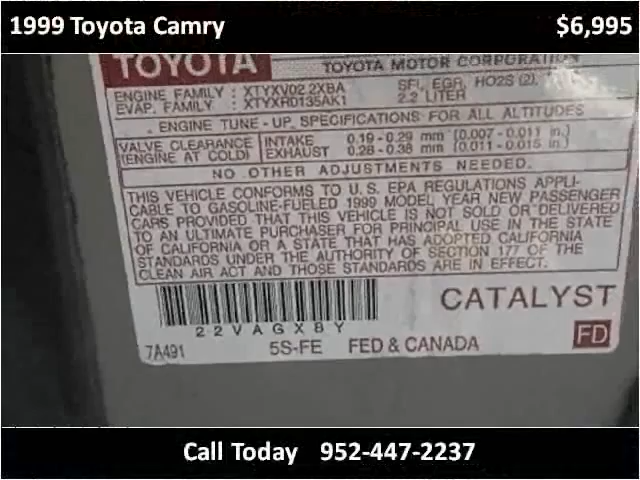 1999 Toyota Camry $6,995
TOYOTA TOYOTA MOTOR CORPORATION
ENGINE FAMILY : XTYXV02.2XBA SFI, EGR, HO2S (2),
EVAP. FAMILY : XTYXR0135AK1 2.2 LITER
ENGINE TUNE-UP SPECIFICATIONS FOR ALL ALTITUDES
VALVE CLEARANCE INTAKE 0.19-0.29 mm (0.007-0.011 in.)
(ENGINE AT COLD) EXHAUST 0.28-0.38 mm (0.011-0.015 in.)
NO OTHER ADJUSTMENTS NEEDED.
THIS VEHICLE CONFORMS TO U.S. EPA REGULATIONS APPLI-
CABLE TO GASOLINE-FUELED 1999 MODEL YEAR NEW PASSENGER
CARS PROVIDED THAT THIS VEHICLE IS NOT SOLD OR DELIVERED
TO AN ULTIMATE PURCHASER FOR PRINCIPAL USE IN THE STATE
OF CALIFORNIA OR A STATE THAT HAS ADOPTED CALIFORNIA
STANDARDS UNDER THE AUTHORITY OF SECTION 177 OF THE
CLEAN AIR ACT AND THOSE STANDARDS ARE IN EFFECT.
CATALYST
22VAGX8Y
7A491 5S-FE FED & CANADA FD
Call Today 952-447-2237